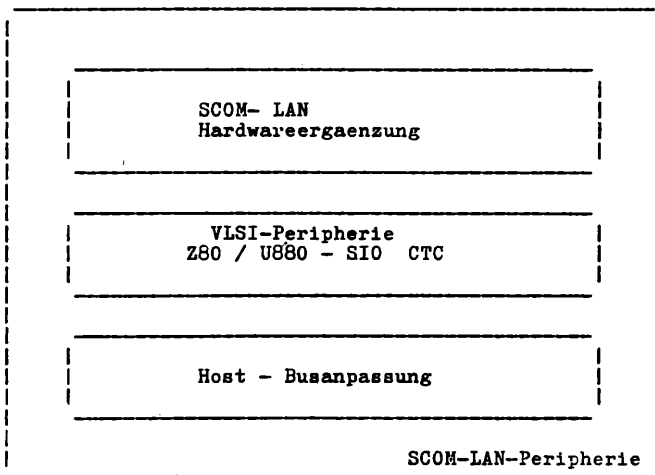 SCOM- LAN
Hardwareergaenzung
VLSI-Peripherie
Z80 / U880 - SIO CTC
Host - Busanpassung
SCOM-LAN-Peripherie